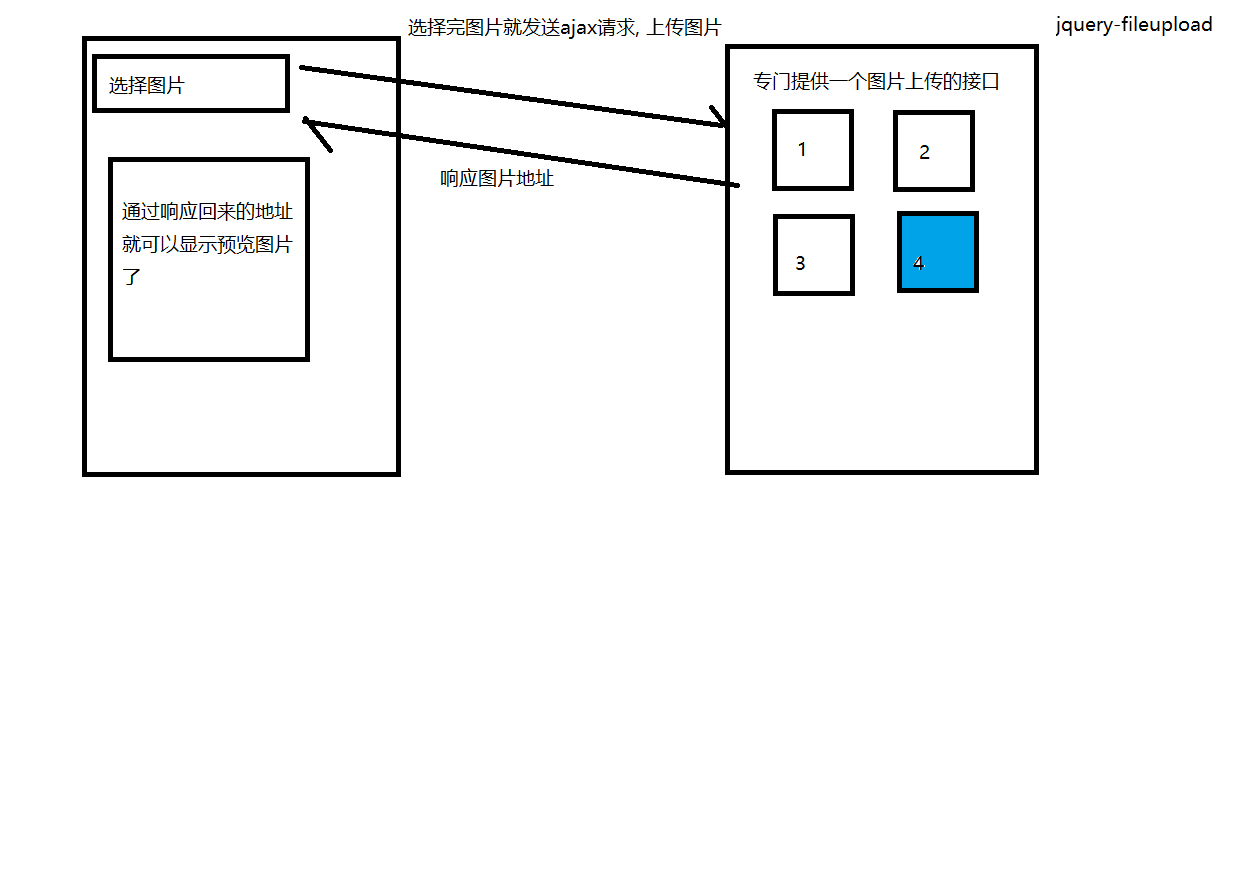 选择完图片就发送ajax请求, 上传图片
jquery-fileupload
选择图片
专门提供一个图片上传的接口
1
2
响应图片地址
通过响应回来的地址
就可以显示预览图片
了
3
4